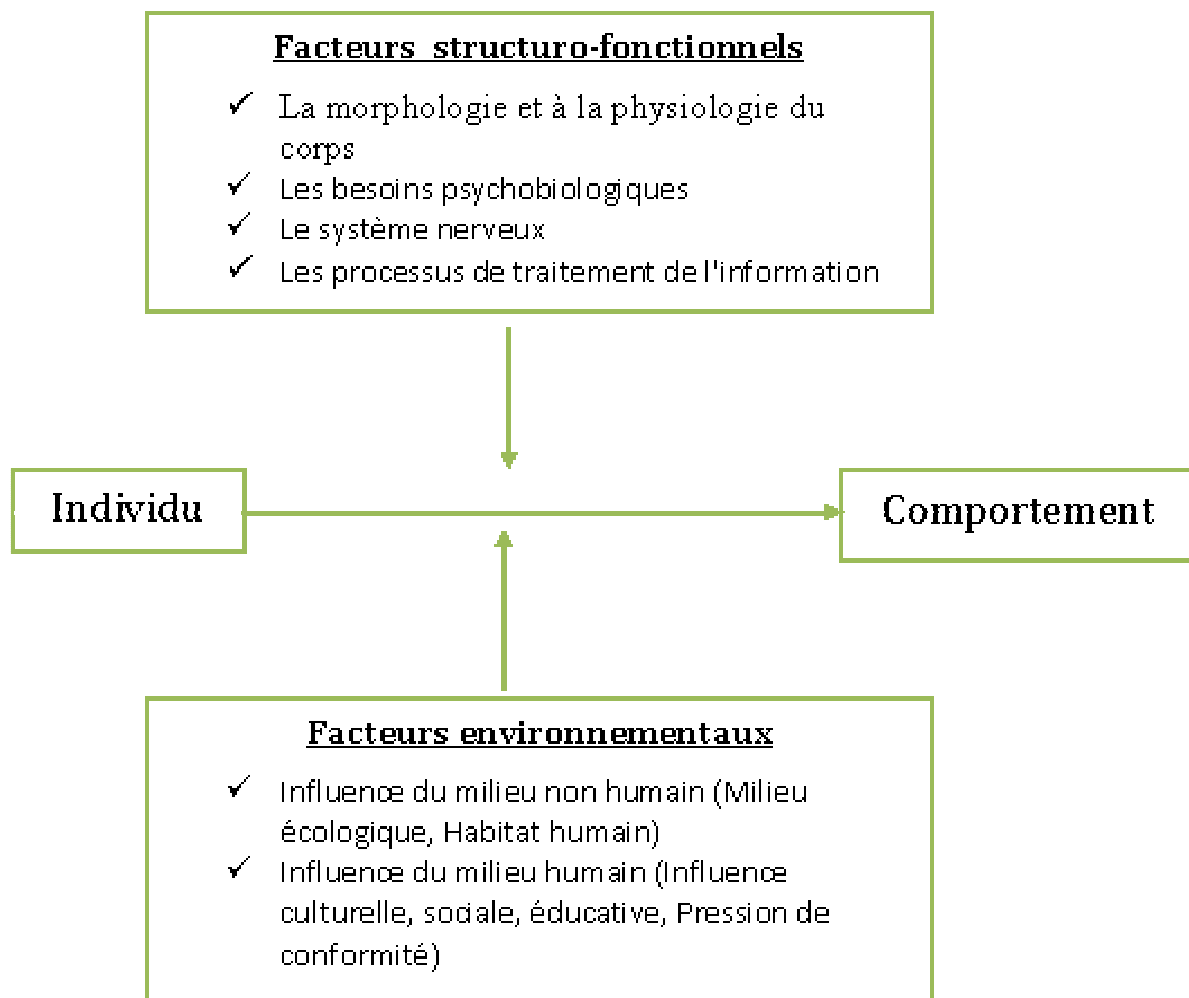 Facteurs structuro-fonctionnels
✓ La morphologie et à la physiologie du
corps
✓ Les besoins psychobiologiques
✓ Le système nerveux
✓ Les processus de traitement de l'information
Individu
Comportement
Facteurs environnementaux
✓ Influence du milieu non humain (Milieu
écologique, Habitat humain)
✓ Influence du milieu humain (Influence
culturelle, sociale, éducative, Pression de
conformité)